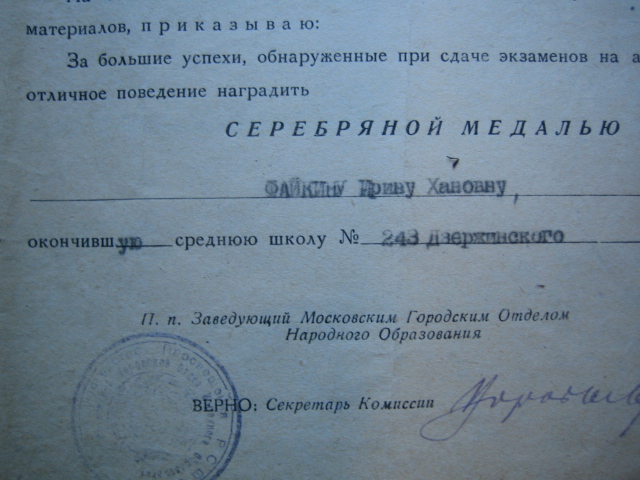 материалов, приказываю:
За большие успехи, обнаруженные при сдаче экзаменов на а
отличное поведение наградить
СЕРЕБРЯНОЙ МЕДАЛЬЮ
ФАЙКИНУ Ирину Хановну,
окончившую среднюю школу № 243 Дзержинского
П. п. Заведующий Московским Городским Отделом
Народного Образования
ВЕРНО: Секретарь Комиссии